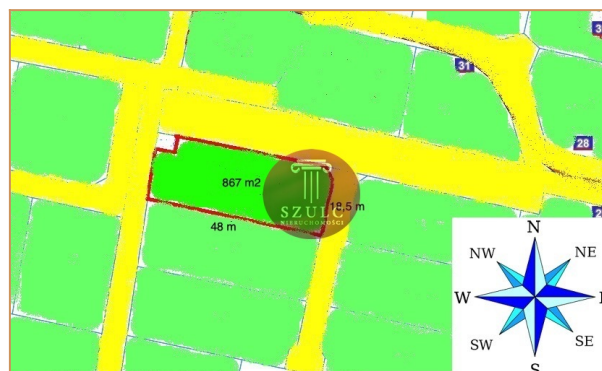 31
28
867 m2
18,5 m
SZULC
NIERUCHOMOŚCI
48 m
N
NW
NE
W
SW
SE
S